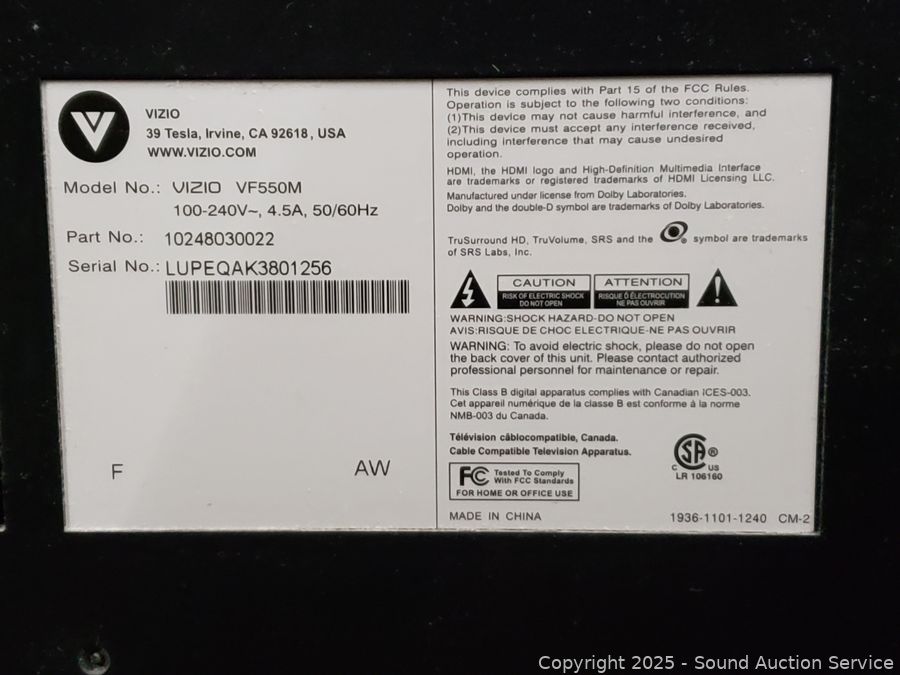 VIZIO
39 Tesla, Irvine, CA 92618, USA
WWW.VIZIO.COM
Model No.: VIZIO VF550M
100-240V~, 4.5A, 50/60Hz
Part No.: 10248030022
Serial No.: LUPEQAK3801256
F
AW
This device complies with Part 15 of the FCC Rules.
Operation is subject to the following two conditions:
(1)This device may not cause harmful interference, and
(2)This device must accept any interference received,
including interference that may cause undesired
operation.
HDMI, the HDMI logo and High-Definition Multimedia Interface
are trademarks or registered trademarks of HDMI Licensing LLC.
Manufactured under license from Dolby Laboratories.
Dolby and the double-D symbol are trademarks of Dolby Laboratories.
TruSurround HD, TruVolume, SRS and the symbol are trademarks
of SRS Labs, Inc.
CAUTION
RISK OF ELECTRIC SHOCK
DO NOT OPEN
ATTENTION
RISQUE D ÉLECTROCUTION
NE PAS OUVRIR
WARNING:SHOCK HAZARD-DO NOT OPEN
AVIS:RISQUE DE CHOC ELECTRIQUE-NE PAS OUVRIR
WARNING: To avoid electric shock, please do not open
the back cover of this unit. Please contact authorized
professional personnel for maintenance or repair.
This Class B digital apparatus complies with Canadian ICES-003.
Cet appareil numérique de la classe B est conforme à la norme
NMB-003 du Canada.
Télévision câblocompatible, Canada.
Cable Compatible Television Apparatus.
FC Tested To Comply
With FCC Standards
FOR HOME OR OFFICE USE
SA ®
C US
LR 106160
MADE IN CHINA
1936-1101-1240 CM-2
Copyright 2025 - Sound Auction Service